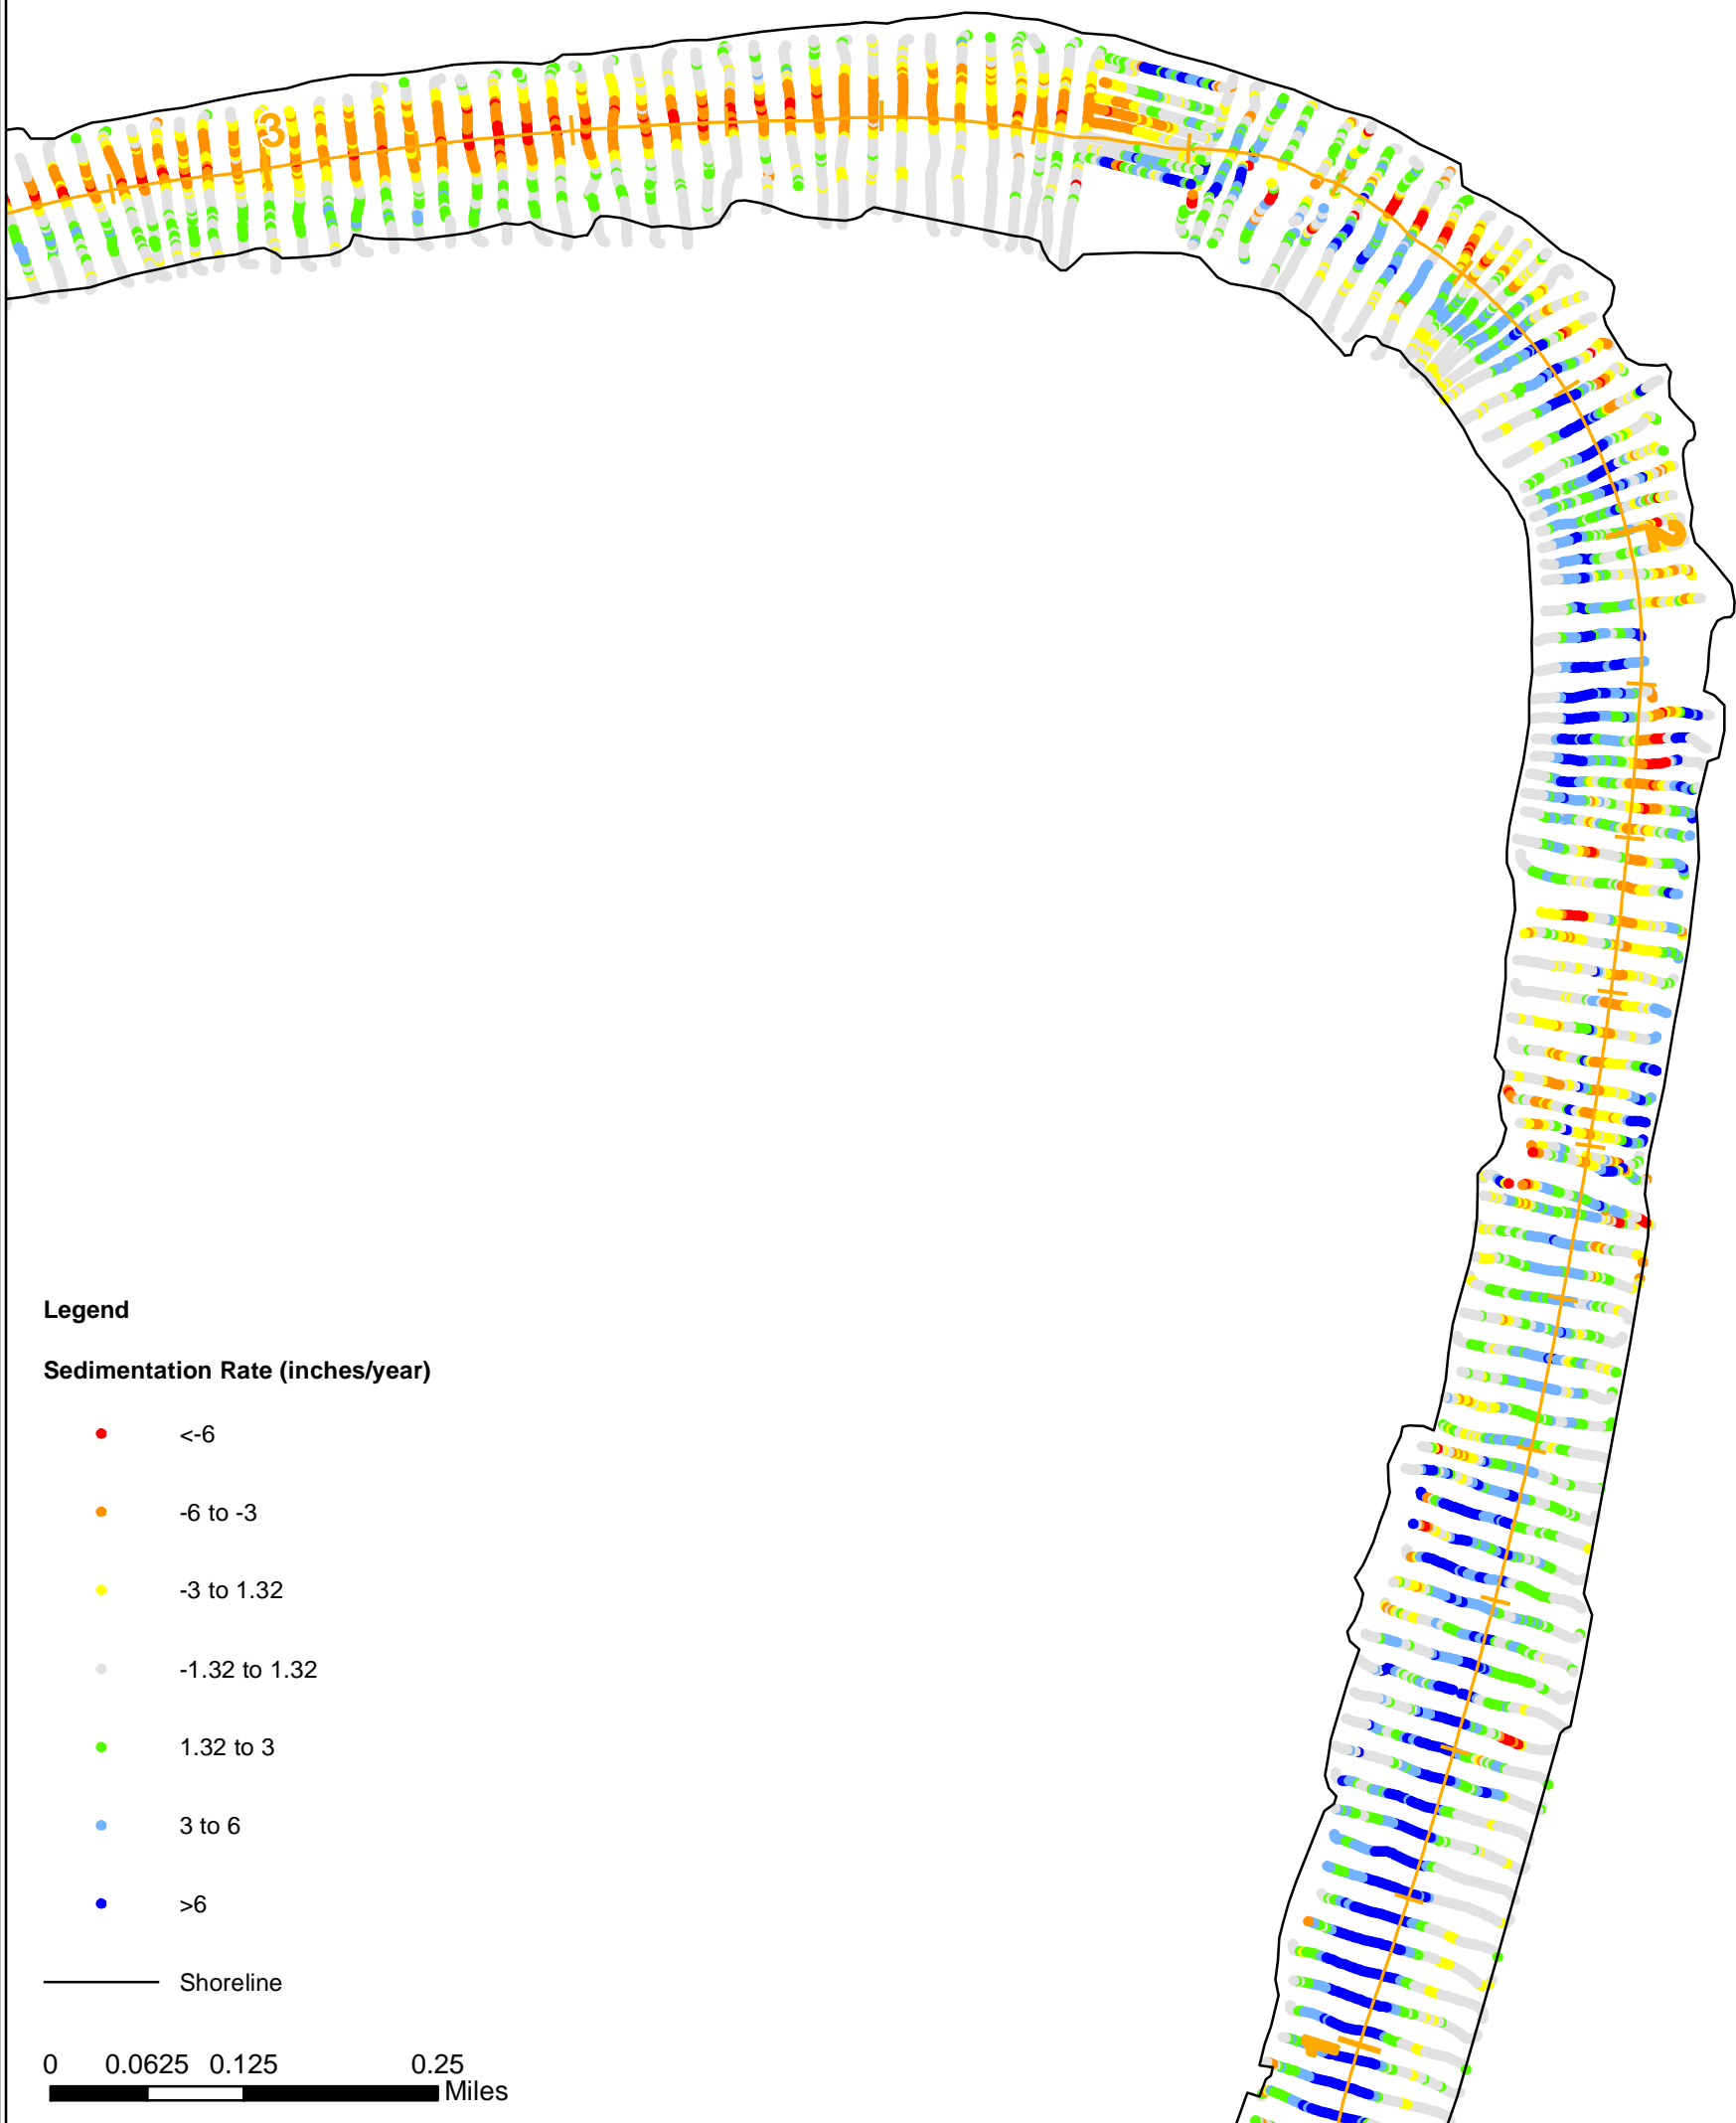 3
2
Legend
Sedimentation Rate (inches/year)
<-6
-6 to -3
-3 to 1.32
-1.32 to 1.32
1.32 to 3
3 to 6
>6
Shoreline
0 0.0625 0.125 0.25
Miles
1